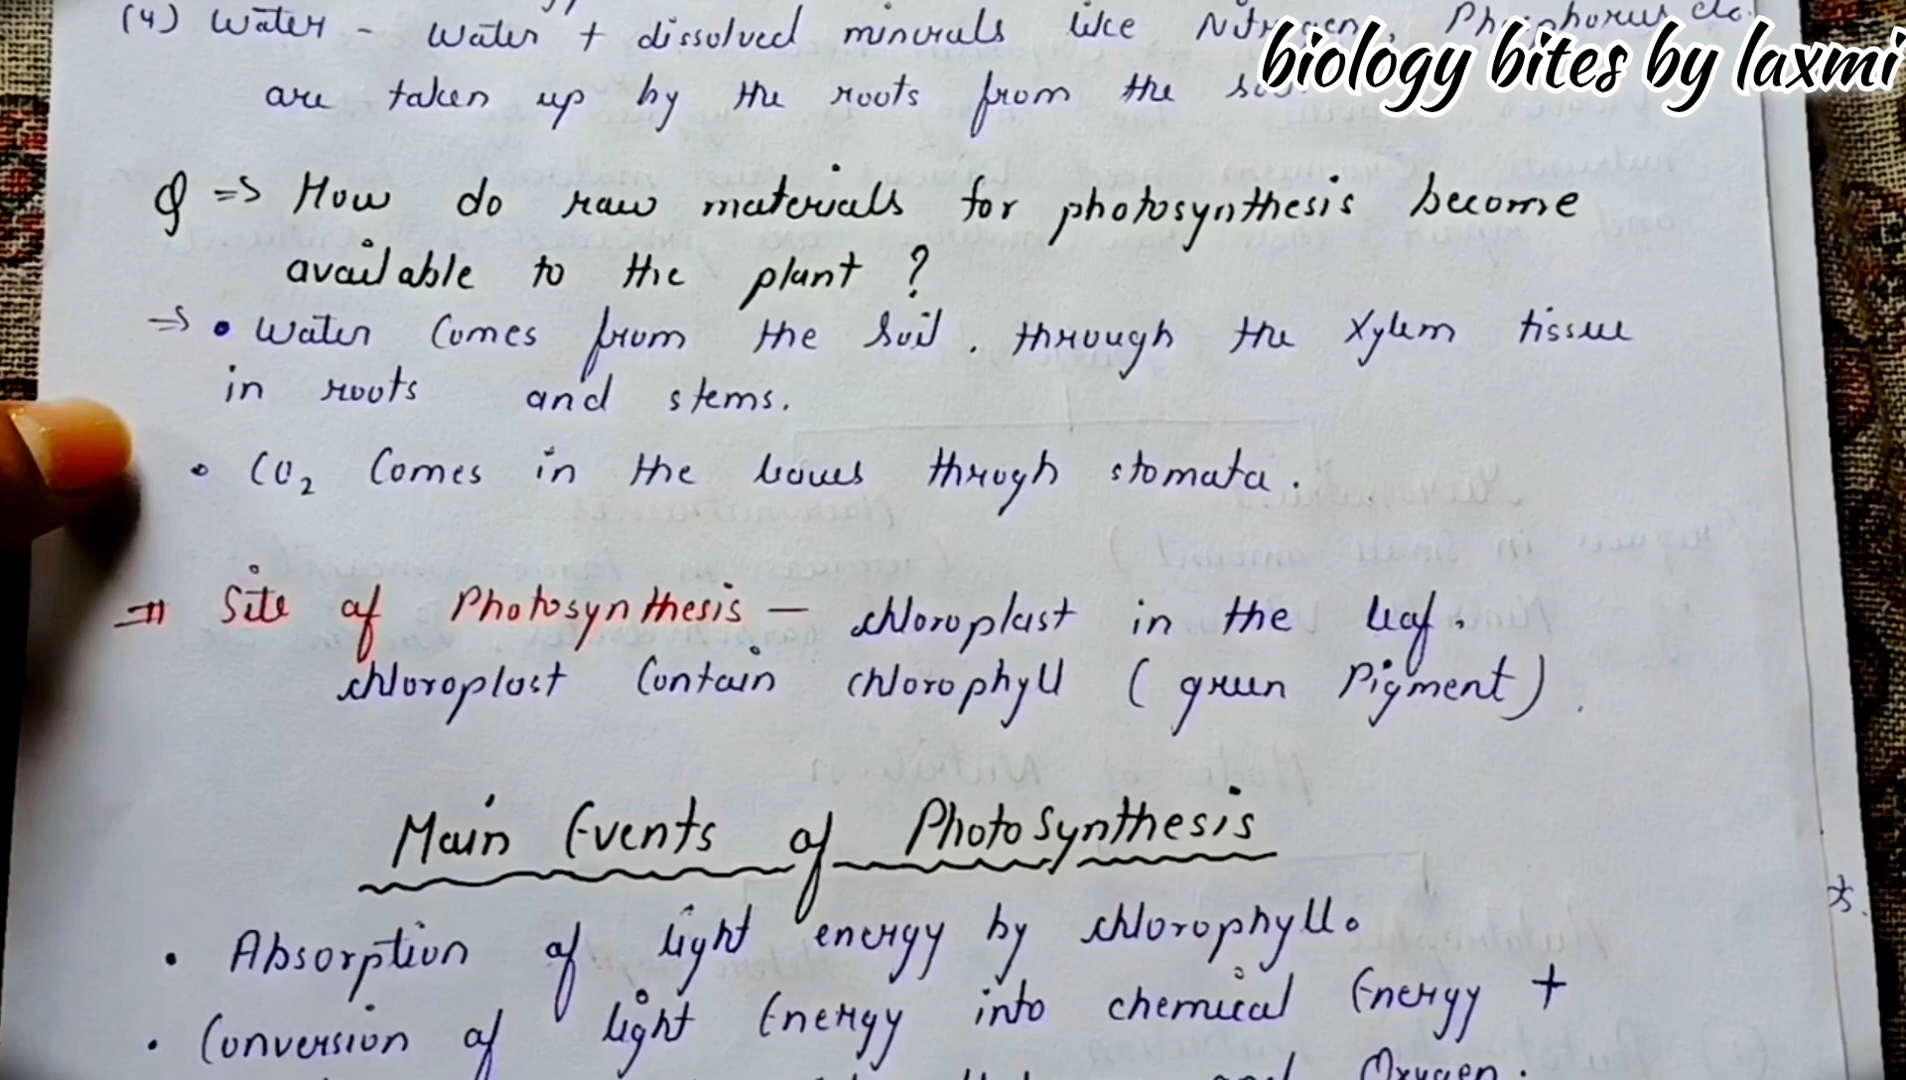 (4) Water - Water + dissolved minerals like Nitrogen, Phosphorus etc.
biology bites by laxmi
are taken up by the roots from the soil
Q => How do raw materials for photosynthesis become
available to the plant ?
=> • Water Comes from the Soil . through the Xylem tissue
in roots and stems.
• CO2 Comes in the leaves through stomata .
=> Site of Photosynthesis — chloroplast in the leaf .
chloroplast Contain chlorophyll ( green Pigment ) .
Main Events of Photosynthesis
• Absorption of light energy by chlorophyll.
• Conversion of light Energy into chemical Energy +
and Oxygen .